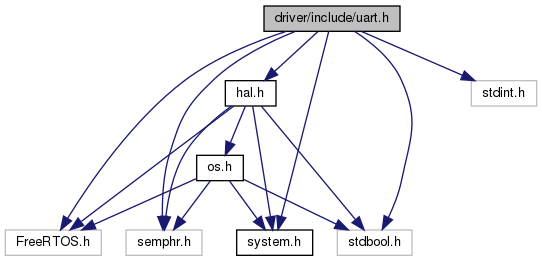 driver/include/uart.h
hal.h
stdint.h
os.h
FreeRTOS.h
semphr.h
system.h
stdbool.h